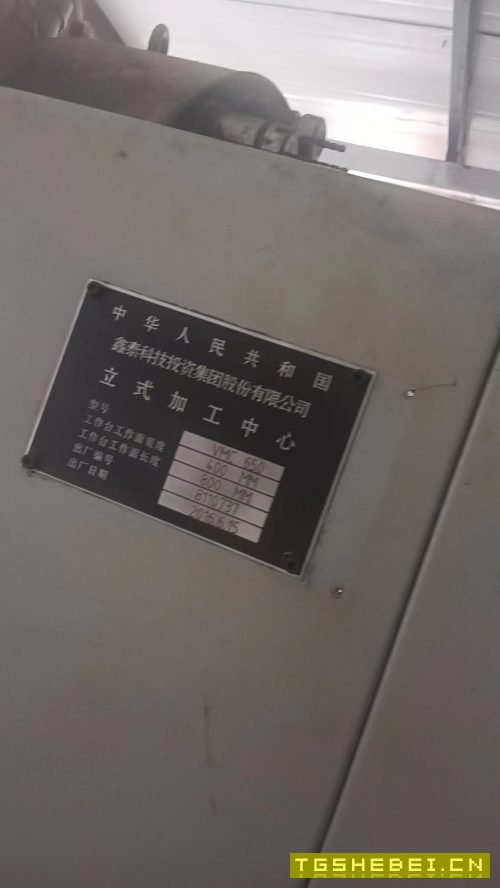 中华人民共和国
鑫泰科技投资集团股份有限公司
立式加工中心
型号 VMC 650
工作台工作面宽度 400 MM
工作台工作面长度 800 MM
出厂编号 8110737
出厂日期 2015.6.15
TGSHEBEI.CN